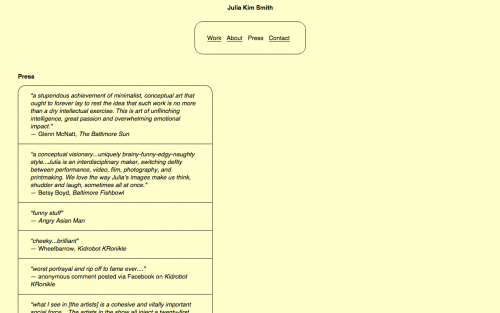 Julia Kim Smith
Work About Press Contact
Press
"a stupendous achievement of minimalist, conceptual art that
ought to forever lay to rest the idea that such work is no more
than a dry intellectual exercise. This is art of unflinching
intelligence, great passion and overwhelming emotional
impact."
— Glenn McNatt, The Baltimore Sun
"a conceptual visionary...uniquely brainy-funny-edgy-naughty
style...Julia is an interdisciplinary maker, switching deftly
between performance, video, film, photography, and
printmaking. We love the way Julia's images make us think,
shudder and laugh, sometimes all at once."
— Betsy Boyd, Baltimore Fishbowl
"funny stuff"
— Angry Asian Man
"cheeky...brilliant"
— Wheelbarrow, Kidrobot KRonikle
"worst portrayal and rip off to fame ever...."
— anonymous comment posted via Facebook on Kidrobot
KRonikle
"what I see in [the artists] is a cohesive and vitally important
social force... The artists in the show all inject a twenty-first